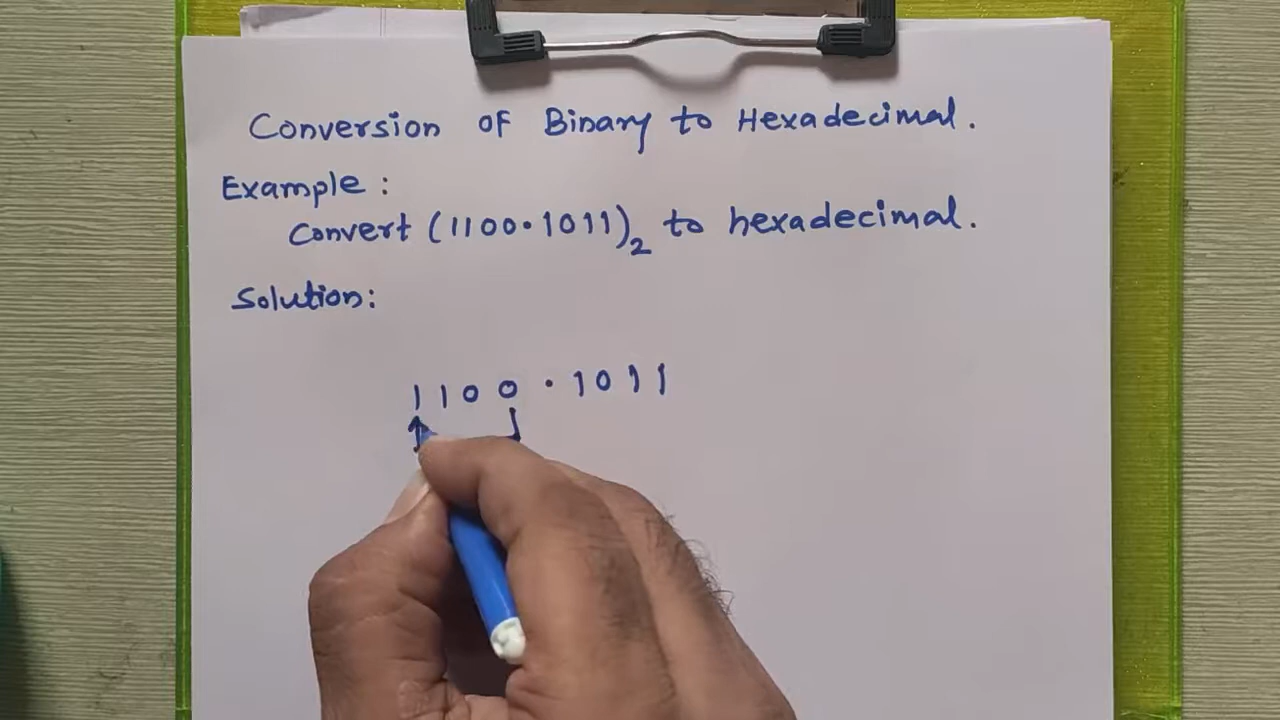 Conversion of Binary to Hexadecimal.
Example:
Convert (1100.1011)2 to hexadecimal.
Solution:
1100.1011